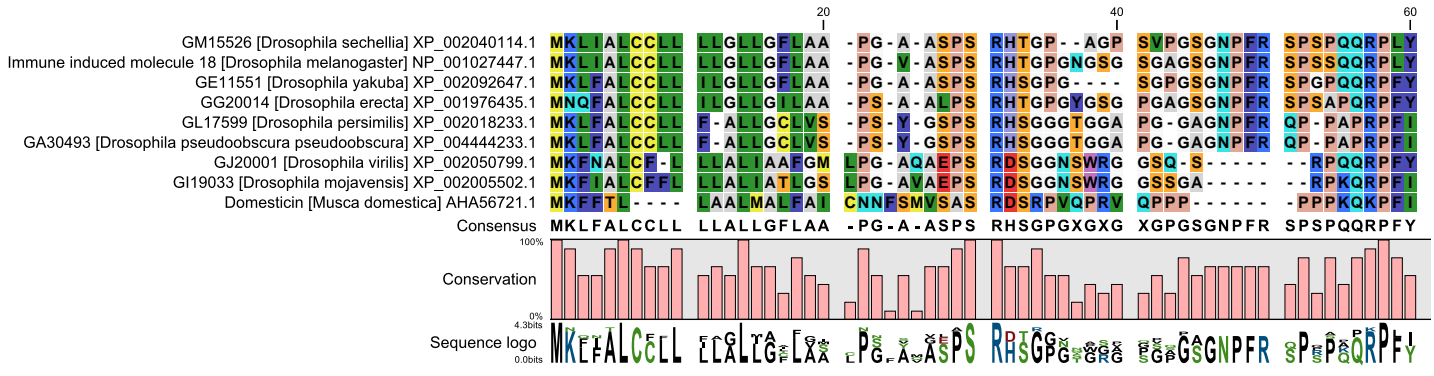 20 40 60
GM15526 [Drosophila sechellia] XP_002040114.1 MKLIALCCLL LLGLLGFLAA -PG-A-ASPS RHTGP--AGP SVPGSGNPFR SPSPQQRPLY
Immune induced molecule 18 [Drosophila melanogaster] NP_001027447.1 MKLIALCCLL LLGLLGFLAA -PG-V-ASPS RHTGPGNGSG SGAGSGNPFR SPSSQQRPLY
GE11551 [Drosophila yakuba] XP_002092647.1 MKLFALCCLL LLGLLGFLAA -PG-A-ASPS RHTGPG---- SGPGSGNPFR SPGPQQRPFY
GG20014 [Drosophila erecta] XP_001976435.1 MNQFALCCLL ILGLLGILAA -PS-A-ALPS RHTGPGYGSG PGAGSGNPFR SPSAPQRPFY
GL17599 [Drosophila persimilis] XP_002018233.1 MKLFALCCLL F-ALLGCLVS -PS-Y-GSPS RHSGGGTGGA PG-GAGNPFR QP-PAPRPFI
GA30493 [Drosophila pseudoobscura pseudoobscura] XP_004444233.1 MKLFALCCLL F-ALLGCLVS -PS-Y-GSPS RHSGGGTGGA PG-GAGNPFR QP-PAPRPFI
GJ20001 [Drosophila virilis] XP_002050799.1 MKFNALCF-L LLALIAAFGM LPG-AQAEPS RDSGGNSWRG GSQ-S----- --RPQQRPFY
GI19033 [Drosophila mojavensis] XP_002005502.1 MKFIALCFFL LLALIATLGS LPG-AVAEPS RDSGGNSWRG GSSGA----- --RPKQRPFI
Domesticin [Musca domestica] AHA56721.1 MKFFTL---- LAALMALFAI CNNFSMVSAS RDSRPVQPRV QPPP------ -PPPKQKPFI
Consensus MKLFALCCLL LLALLGFLAA -PG-A-ASPS RHSGPGXGXG XGPGSGNPFR SPSPQQRPFY
100%
Conservation
0%
4.3bits
Sequence logo
0.0bits